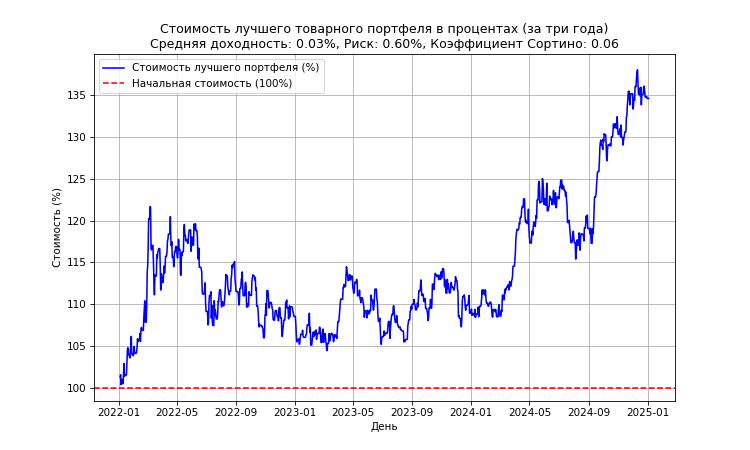 Стоимость лучшего товарного портфеля в процентах (за три года)
Средняя доходность: 0.03%, Риск: 0.60%, Коэффициент Сортино: 0.06
Стоимость лучшего портфеля (%)
Начальная стоимость (100%)
Стоимость (%)
135
130
125
120
115
110
105
100
2022-01 2022-05 2022-09 2023-01 2023-05 2023-09 2024-01 2024-05 2024-09 2025-01
День